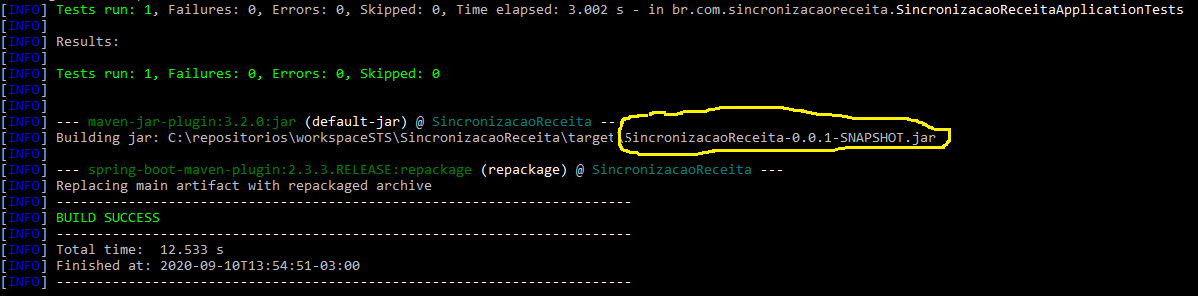 [INFO] Tests run: 1, Failures: 0, Errors: 0, Skipped: 0, Time elapsed: 3.002 s - in br.com.sincronizacaoreceita.SincronizacaoReceitaApplicationTests
[INFO]
[INFO] Results:
[INFO]
[INFO] Tests run: 1, Failures: 0, Errors: 0, Skipped: 0
[INFO]
[INFO]
[INFO] --- maven-jar-plugin:3.2.0:jar (default-jar) @ SincronizacaoReceita --
[INFO] Building jar: C:\repositorios\workspaceSTS\SincronizacaoReceita\target\SincronizacaoReceita-0.0.1-SNAPSHOT.jar
[INFO]
[INFO] --- spring-boot-maven-plugin:2.3.3.RELEASE:repackage (repackage) @ SincronizacaoReceita ---
[INFO] Replacing main artifact with repackaged archive
[INFO] ------------------------------------------------------------------------
[INFO] BUILD SUCCESS
[INFO] ------------------------------------------------------------------------
[INFO] Total time:  12.533 s
[INFO] Finished at: 2020-09-10T13:54:51-03:00
[INFO] ------------------------------------------------------------------------